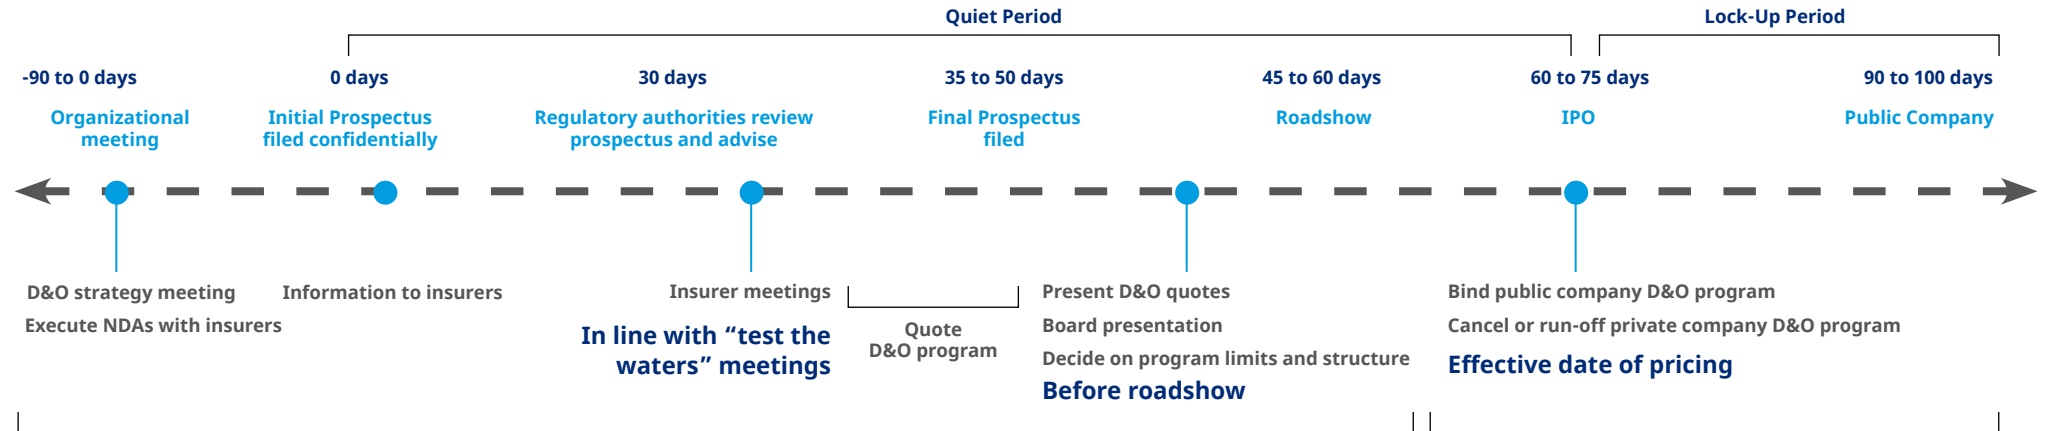 Quiet Period
Lock-Up Period
-90 to 0 days
0 days
30 days
35 to 50 days
45 to 60 days
60 to 75 days
90 to 100 days
Organizational
meeting
Initial Prospectus
filed confidentially
Regulatory authorities review
prospectus and advise
Final Prospectus
filed
Roadshow
IPO
Public Company
D&O strategy meeting
Execute NDAs with insurers
Information to insurers
Insurer meetings
In line with “test the
waters” meetings
Quote
D&O program
Present D&O quotes
Board presentation
Decide on program limits and structure
Before roadshow
Bind public company D&O program
Cancel or run-off private company D&O program
Effective date of pricing